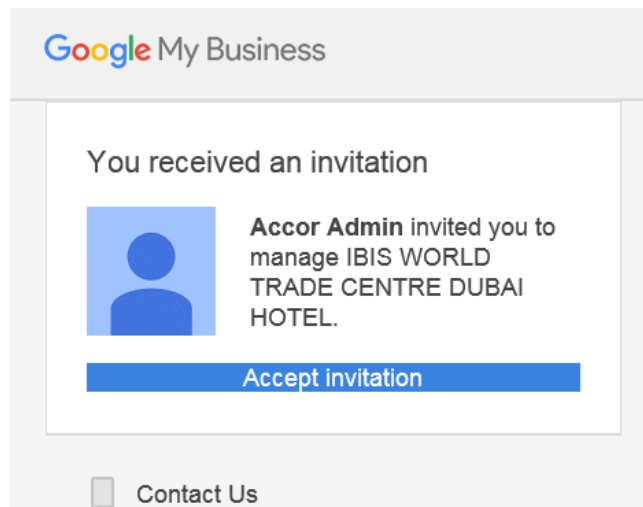 Google My Business
You received an invitation
Accor Admin invited you to
manage IBIS WORLD
TRADE CENTRE DUBAI
HOTEL.
Accept invitation
Contact Us